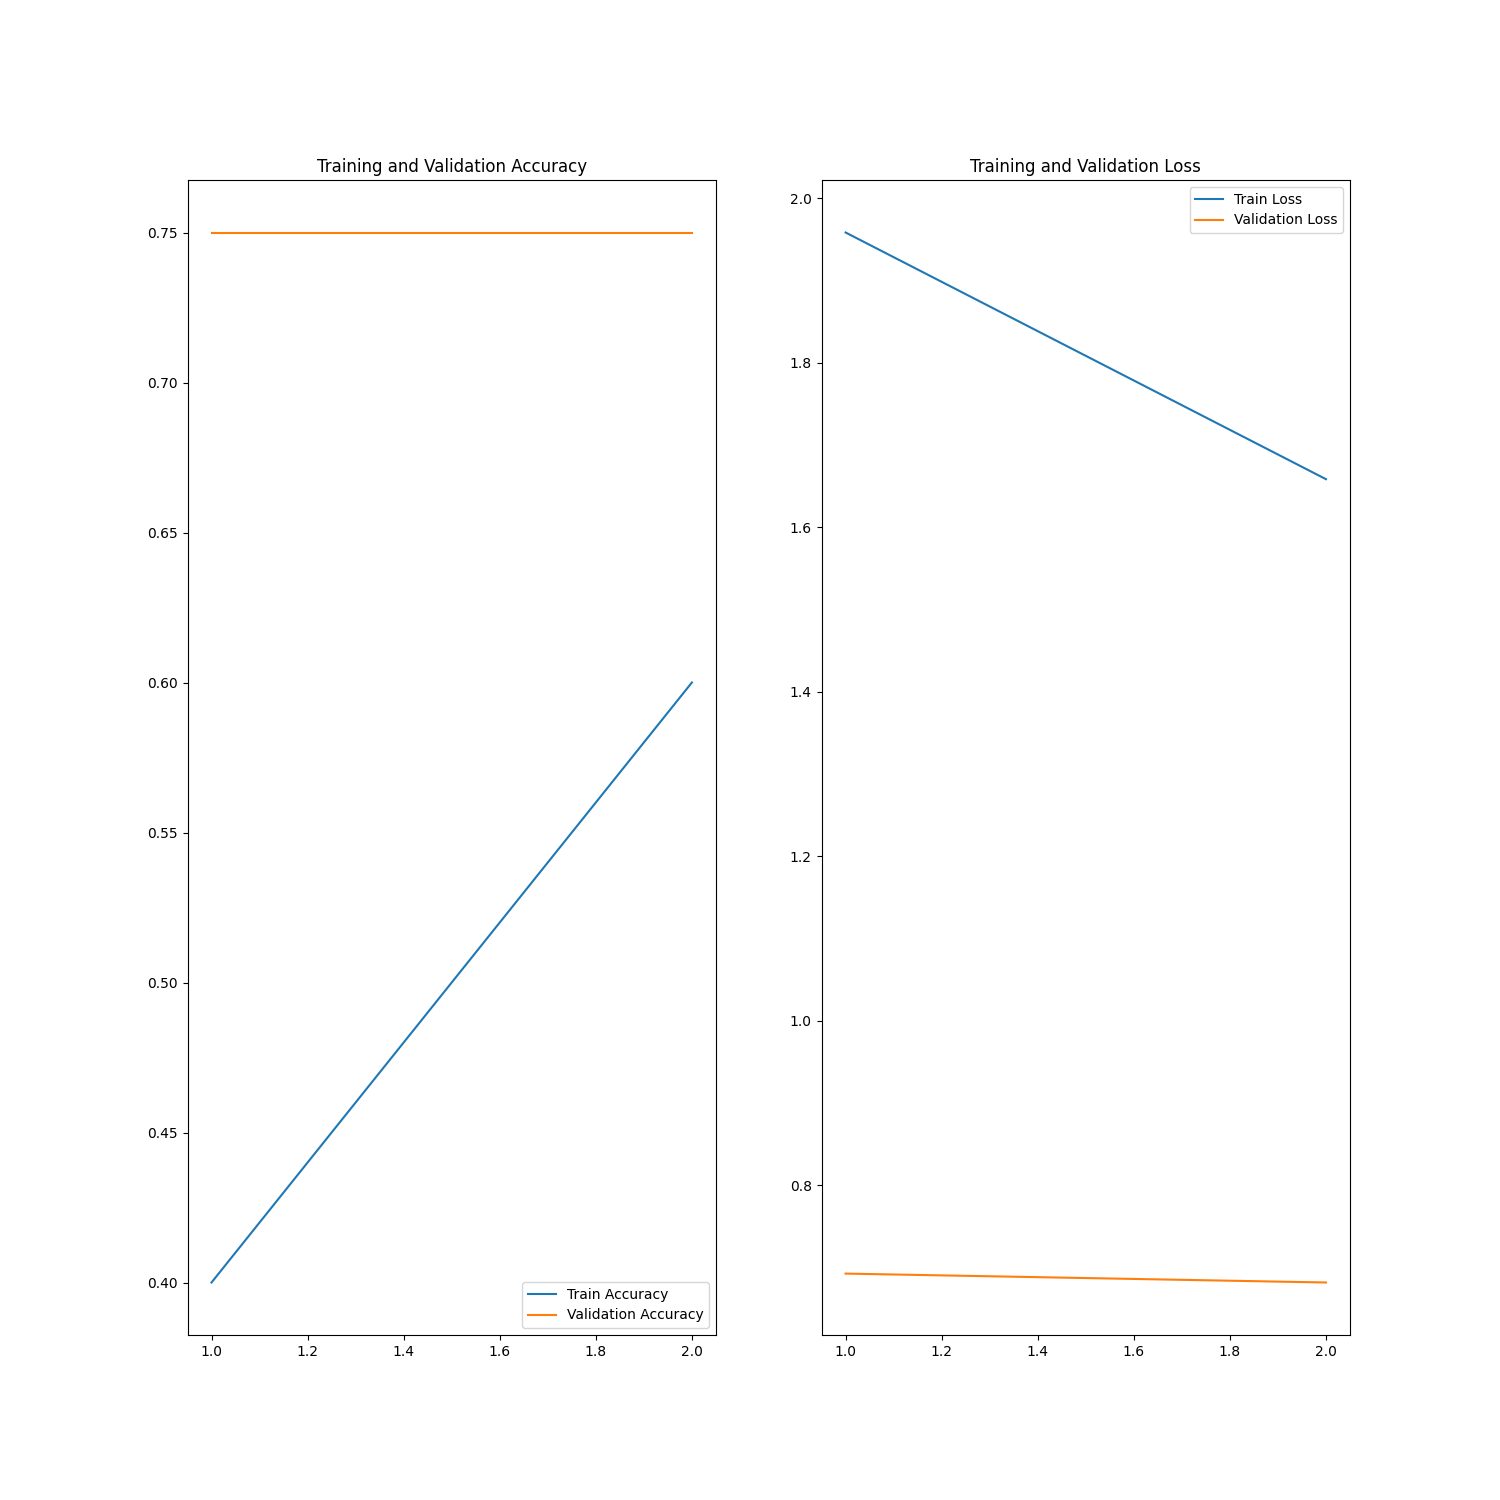 Training and Validation Accuracy
0.75
0.70
0.65
0.60
0.55
0.50
0.45
0.40
Train Accuracy
Validation Accuracy
1.0 1.2 1.4 1.6 1.8 2.0
Training and Validation Loss
Train Loss
Validation Loss
2.0
1.8
1.6
1.4
1.2
1.0
0.8
1.0 1.2 1.4 1.6 1.8 2.0